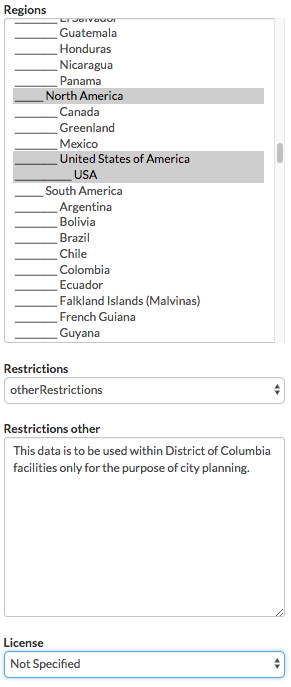 Regions
El Salvador
Guatemala
Honduras
Nicaragua
Panama
North America
Canada
Greenland
Mexico
United States of America
USA
South America
Argentina
Bolivia
Brazil
Chile
Colombia
Ecuador
Falkland Islands (Malvinas)
French Guiana
Guyana
Restrictions
otherRestrictions
Restrictions other
This data is to be used within District of Columbia
facilities only for the purpose of city planning.
License
Not Specified